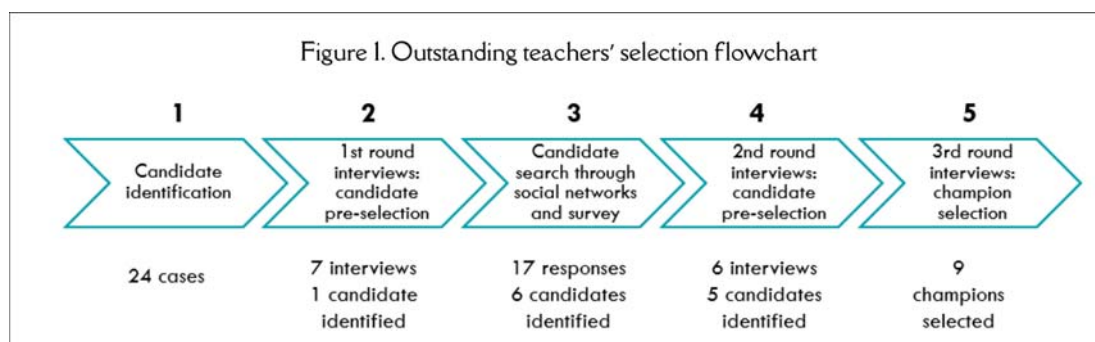 Figure 1. Outstanding teachers' selection flowchart
1
Candidate
identification
24 cases
2
1st round
interviews:
candidate
pre-selection
7 interviews
1 candidate
identified
3
Candidate
search through
social networks
and survey
17 responses
6 candidates
identified
4
2nd round
interviews:
candidate
pre-selection
6 interviews
5 candidates
identified
5
3rd round
interviews:
champion
selection
9
champions
selected